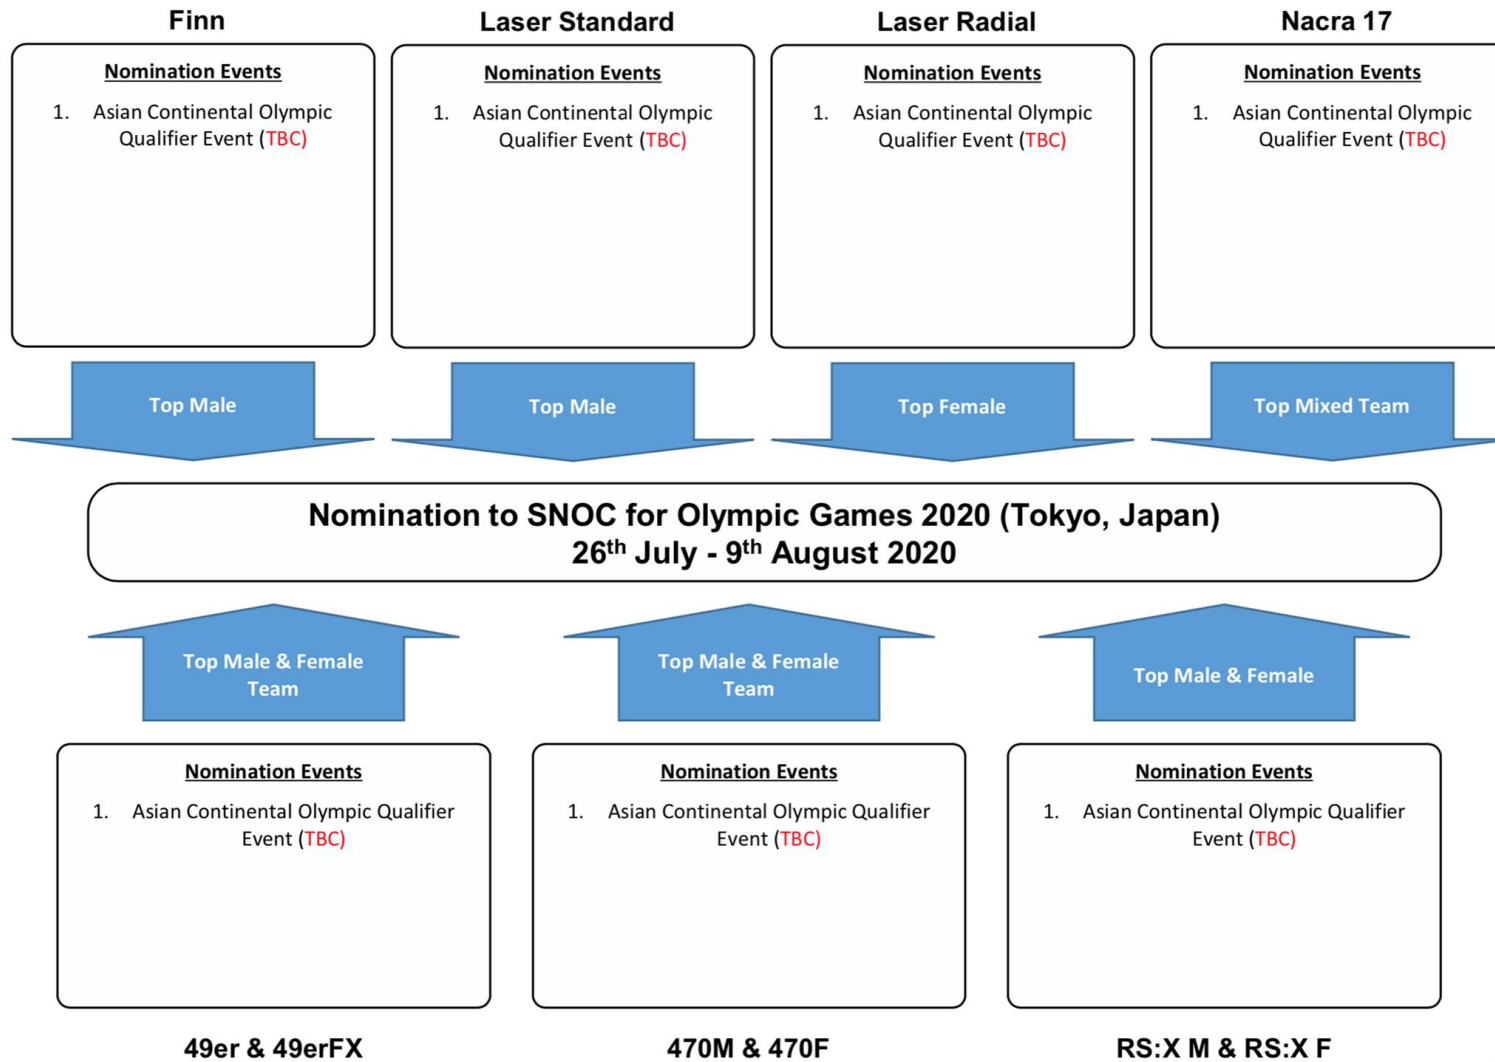 Finn
Laser Standard
Laser Radial
Nacra 17
Nomination Events
1. Asian Continental Olympic
Qualifier Event (TBC)
Nomination Events
1. Asian Continental Olympic
Qualifier Event (TBC)
Nomination Events
1. Asian Continental Olympic
Qualifier Event (TBC)
Nomination Events
1. Asian Continental Olympic
Qualifier Event (TBC)
Top Male
Top Male
Top Female
Top Mixed Team
Nomination to SNOC for Olympic Games 2020 (Tokyo, Japan)
26th July - 9th August 2020
Top Male & Female
Team
Top Male & Female
Team
Top Male & Female
Nomination Events
1. Asian Continental Olympic Qualifier
Event (TBC)
Nomination Events
1. Asian Continental Olympic Qualifier
Event (TBC)
Nomination Events
1. Asian Continental Olympic Qualifier
Event (TBC)
49er & 49erFX
470M & 470F
RS:X M & RS:X F